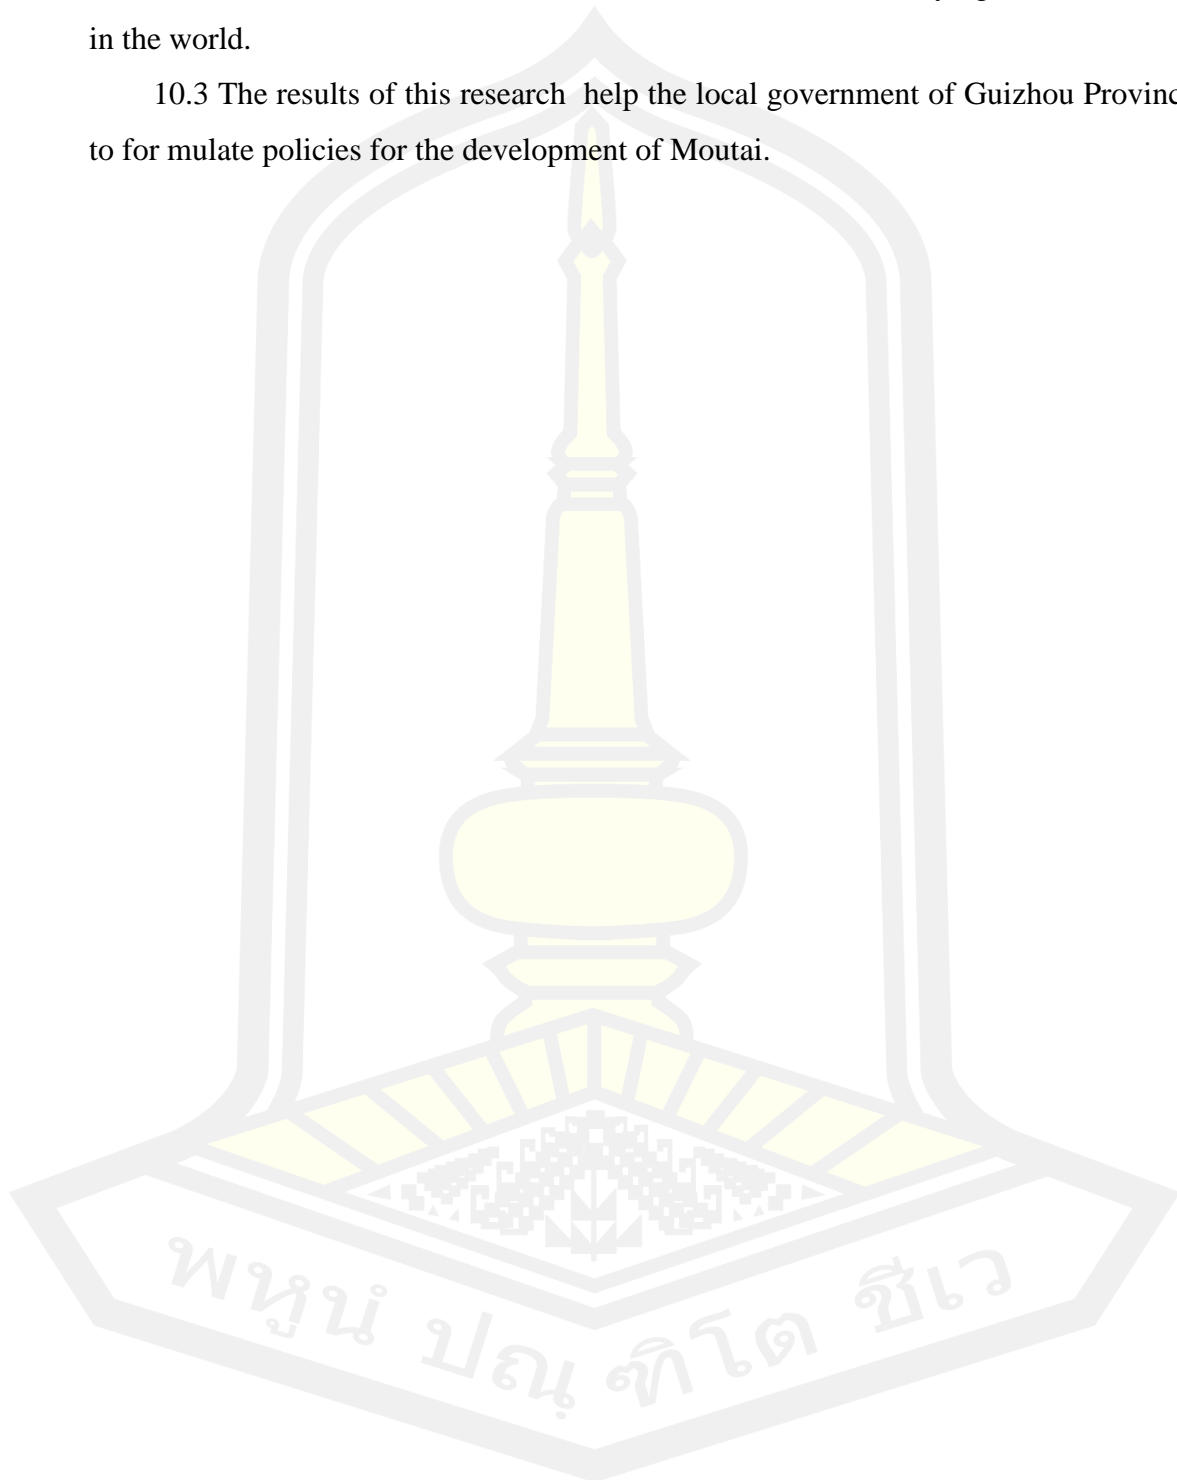 in the world.
10.3 The results of this research help the local government of Guizhou Provinc
to for mulate policies for the development of Moutai.
พหูนํ ปณฺ ฑิโต ชีเว